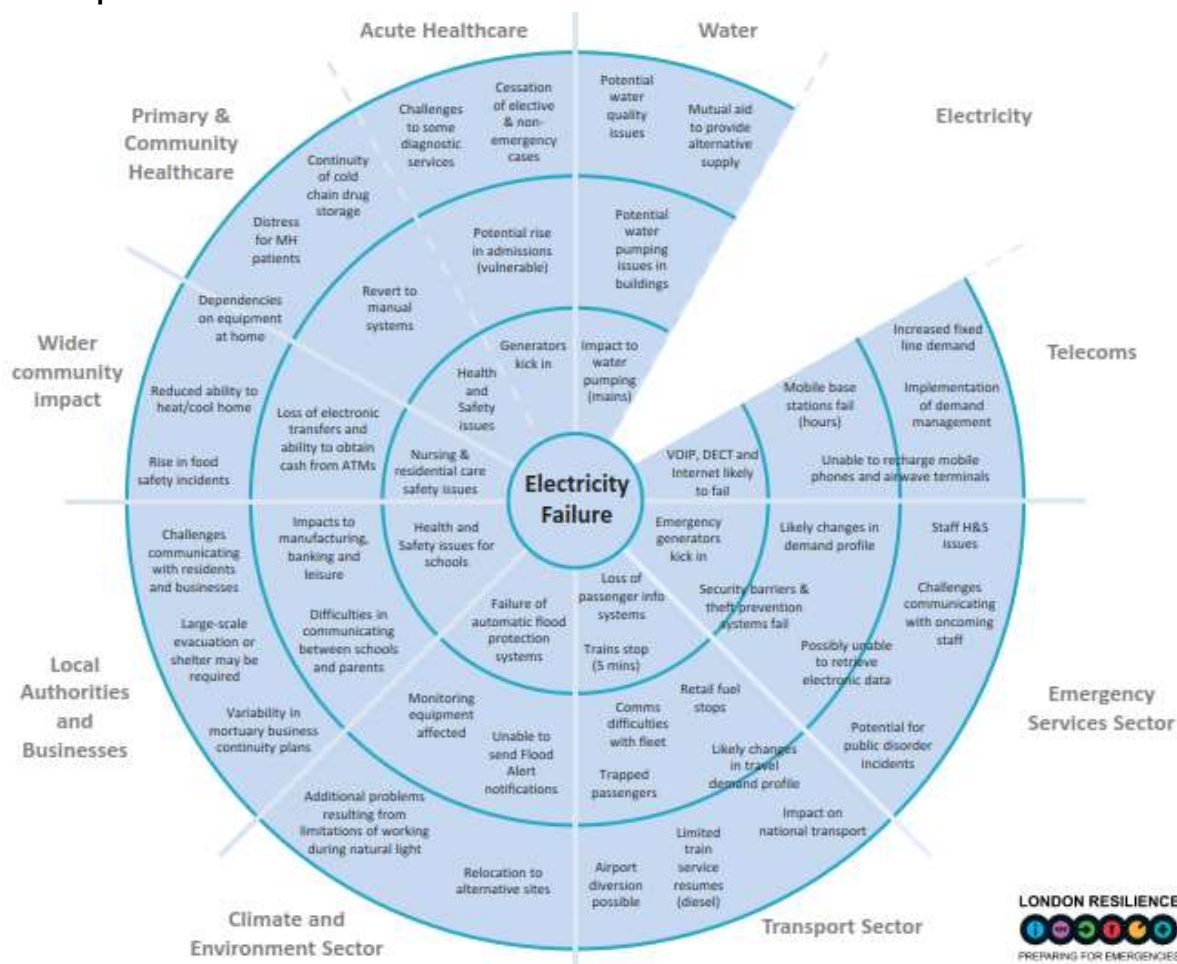 Acute Healthcare
Water
Electricity
Primary &
Community
Healthcare
Wider
community
impact
Telecoms
Local
Authorities
and
Businesses
Emergency
Services Sector
Climate and
Environment Sector
Transport Sector
Electricity
Failure
Challenges
to some
diagnostic
services
Cessation
of elective
& non-
emergency
cases
Potential
water
quality
issues
Mutual aid
to provide
alternative
supply
Continuity
of cold
chain drug
storage
Distress
for MH
patients
Potential rise
in admissions
(vulnerable)
Potential
water
pumping
issues in
buildings
Revert to
manual
systems
Dependencies
on equipment
at home
Generators
kick in
Impact to
water
pumping
(mains)
Health
and
Safety
issues
Increased fixed
line demand
Mobile base
stations fail
(hours)
Implementation
of demand
management
Reduced ability to
heat/cool home
Loss of electronic
transfers and
ability to obtain
cash from ATMs
Rise in food
safety incidents
Nursing &
residential care
safety issues
VOIP, DECT and
Internet likely
to fail
Unable to recharge mobile
phones and airwave terminals
Challenges
communicating
with residents
and businesses
Impacts to
manufacturing,
banking and
leisure
Health and
Safety issues for
schools
Emergency
generators
kick in
Likely changes in
demand profile
Staff H&S
issues
Large-scale
evacuation or
shelter may be
required
Difficulties in
communicating
between schools
and parents
Failure of
automatic flood
protection
systems
Loss of
passenger info
systems
Trains stop
(5 mins)
Security barriers &
theft prevention
systems fail
Challenges
communicating
with oncoming
staff
Possibly unable
to retrieve
electronic data
Variability in
mortuary business
continuity plans
Monitoring
equipment
affected
Unable to
send Flood
Alert
notifications
Comms
difficulties
with fleet
Retail fuel
stops
Trapped
passengers
Likely changes
in travel
demand profile
Potential for
public disorder
incidents
Additional problems
resulting from
limitations of working
during natural light
Relocation to
alternative sites
Airport
diversion
possible
Limited
train
service
resumes
(diesel)
Impact on
national transport
LONDON RESILIENCE
PREPARING FOR EMERGENCIES